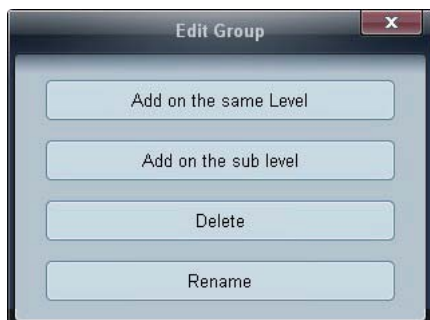 Edit Group
x
Add on the same Level
Add on the sub level
Delete
Rename